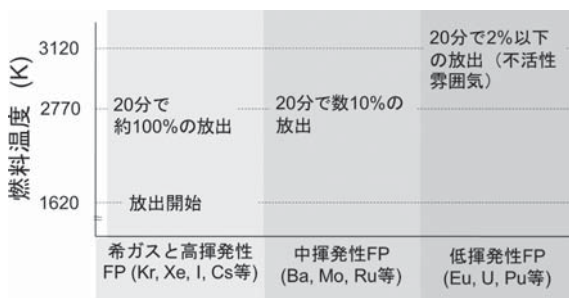 燃料温度 (K)
3120
2770
1620
20分で
約100%の放出
放出開始
20分で数10%の
放出
20分で2%以下
の放出（不活性
雰囲気）
希ガスと高揮発性
FP (Kr, Xe, I, Cs等)
中揮発性FP
(Ba, Mo, Ru等)
低揮発性FP
(Eu, U, Pu等)